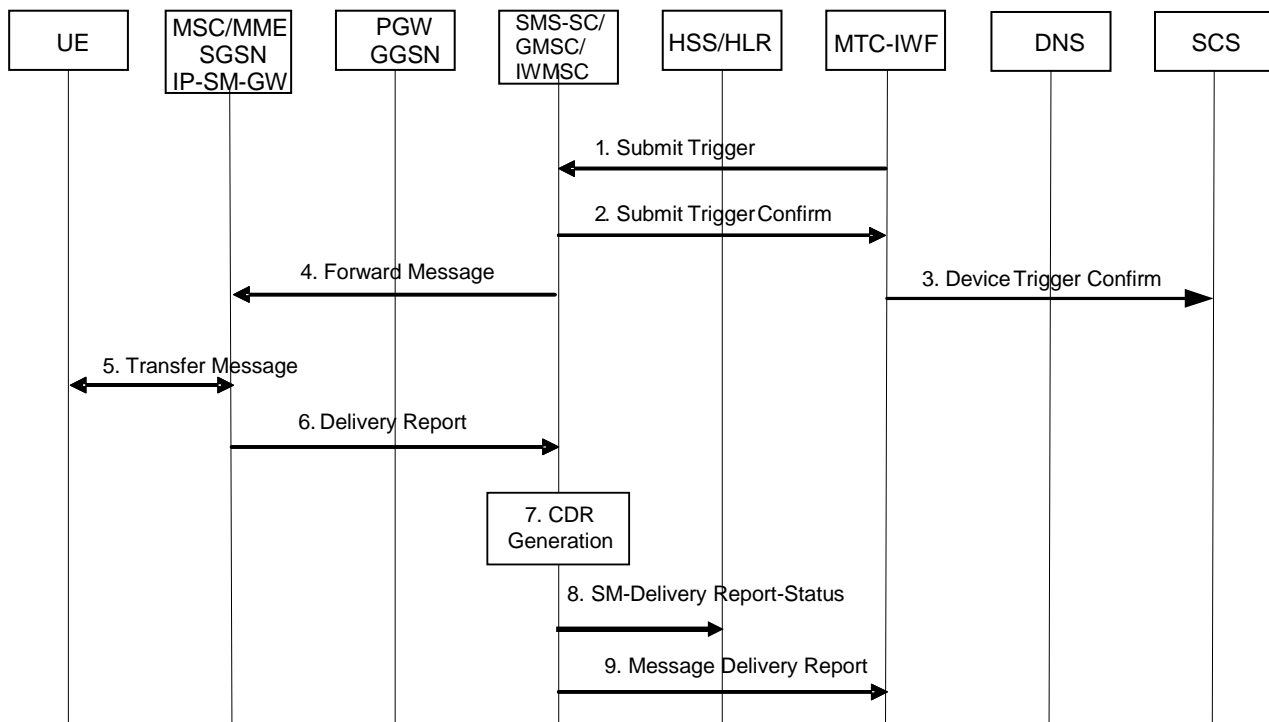 UE
MSC/MME
SGSN
IP-SM-GW
PGW
GGSN
SMS-SC/
GMSC/
IWMSC
HSS/HLR
MTC-IWF
DNS
SCS
1. Submit Trigger
2. Submit Trigger Confirm
4. Forward Message
3. Device Trigger Confirm
5. Transfer Message
6. Delivery Report
7. CDR
Generation
8. SM-Delivery Report-Status
9. Message Delivery Report